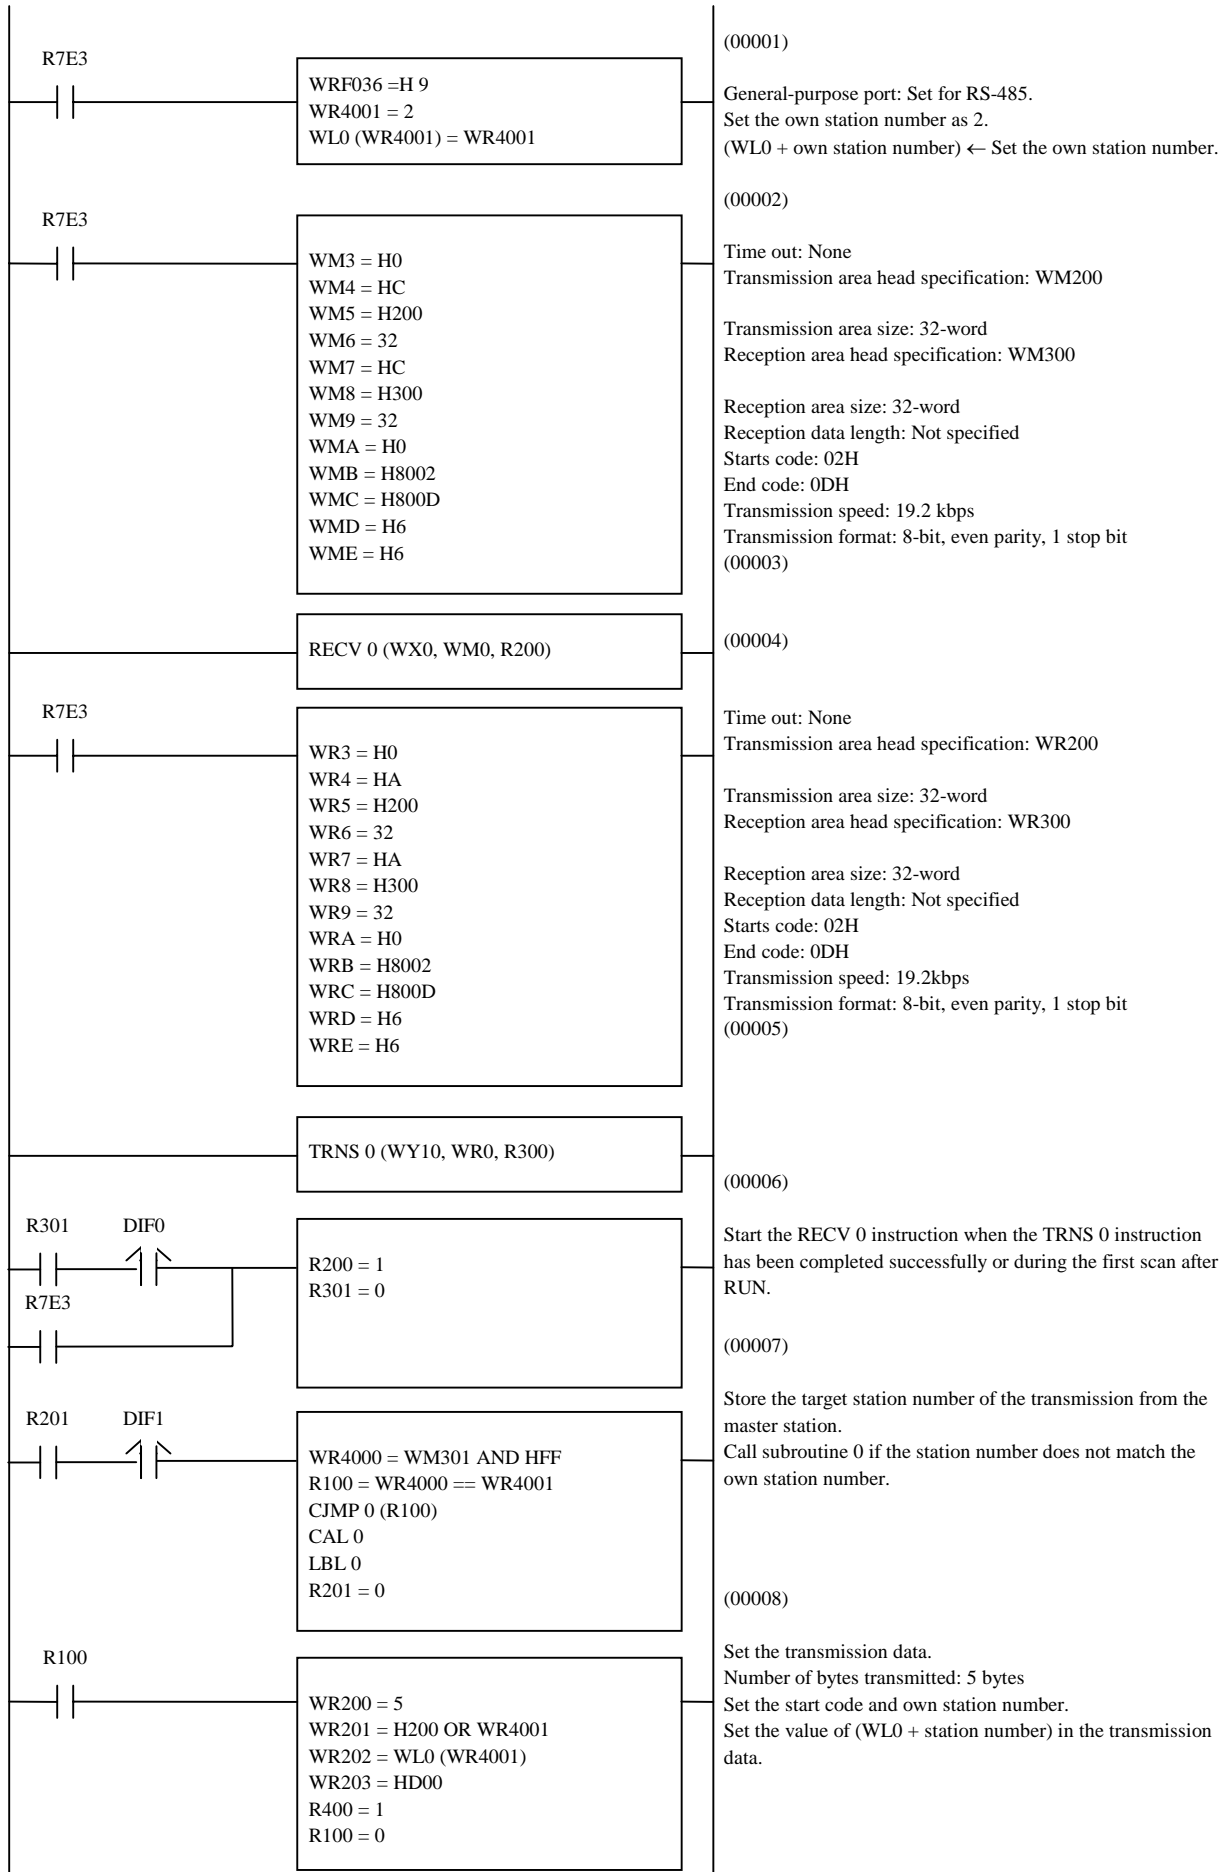 (00001)
R7E3
WRF036 =H 9
WR4001 = 2
WL0 (WR4001) = WR4001
General-purpose port: Set for RS-485.
Set the own station number as 2.
(WL0 + own station number) ← Set the own station number.
(00002)
R7E3
WM3 = H0
WM4 = HC
WM5 = H200
WM6 = 32
WM7 = HC
WM8 = H300
WM9 = 32
WMA = H0
WMB = H8002
WMC = H800D
WMD = H6
WME = H6
Time out: None
Transmission area head specification: WM200
Transmission area size: 32-word
Reception area head specification: WM300
Reception area size: 32-word
Reception data length: Not specified
Starts code: 02H
End code: 0DH
Transmission speed: 19.2 kbps
Transmission format: 8-bit, even parity, 1 stop bit
(00003)
RECV 0 (WX0, WM0, R200)
(00004)
R7E3
WR3 = H0
WR4 = HA
WR5 = H200
WR6 = 32
WR7 = HA
WR8 = H300
WR9 = 32
WRA = H0
WRB = H8002
WRC = H800D
WRD = H6
WRE = H6
Time out: None
Transmission area head specification: WR200
Transmission area size: 32-word
Reception area head specification: WR300
Reception area size: 32-word
Reception data length: Not specified
Starts code: 02H
End code: 0DH
Transmission speed: 19.2kbps
Transmission format: 8-bit, even parity, 1 stop bit
(00005)
TRNS 0 (WY10, WR0, R300)
(00006)
R301 DIF0
R7E3
R200 = 1
R301 = 0
Start the RECV 0 instruction when the TRNS 0 instruction
has been completed successfully or during the first scan after
RUN.
(00007)
R201 DIF1
WR4000 = WM301 AND HFF
R100 = WR4000 == WR4001
CJMP 0 (R100)
CAL 0
LBL 0
R201 = 0
Store the target station number of the transmission from the
master station.
Call subroutine 0 if the station number does not match the
own station number.
(00008)
R100
WR200 = 5
WR201 = H200 OR WR4001
WR202 = WL0 (WR4001)
WR203 = HD00
R400 = 1
R100 = 0
Set the transmission data.
Number of bytes transmitted: 5 bytes
Set the start code and own station number.
Set the value of (WL0 + station number) in the transmission
data.